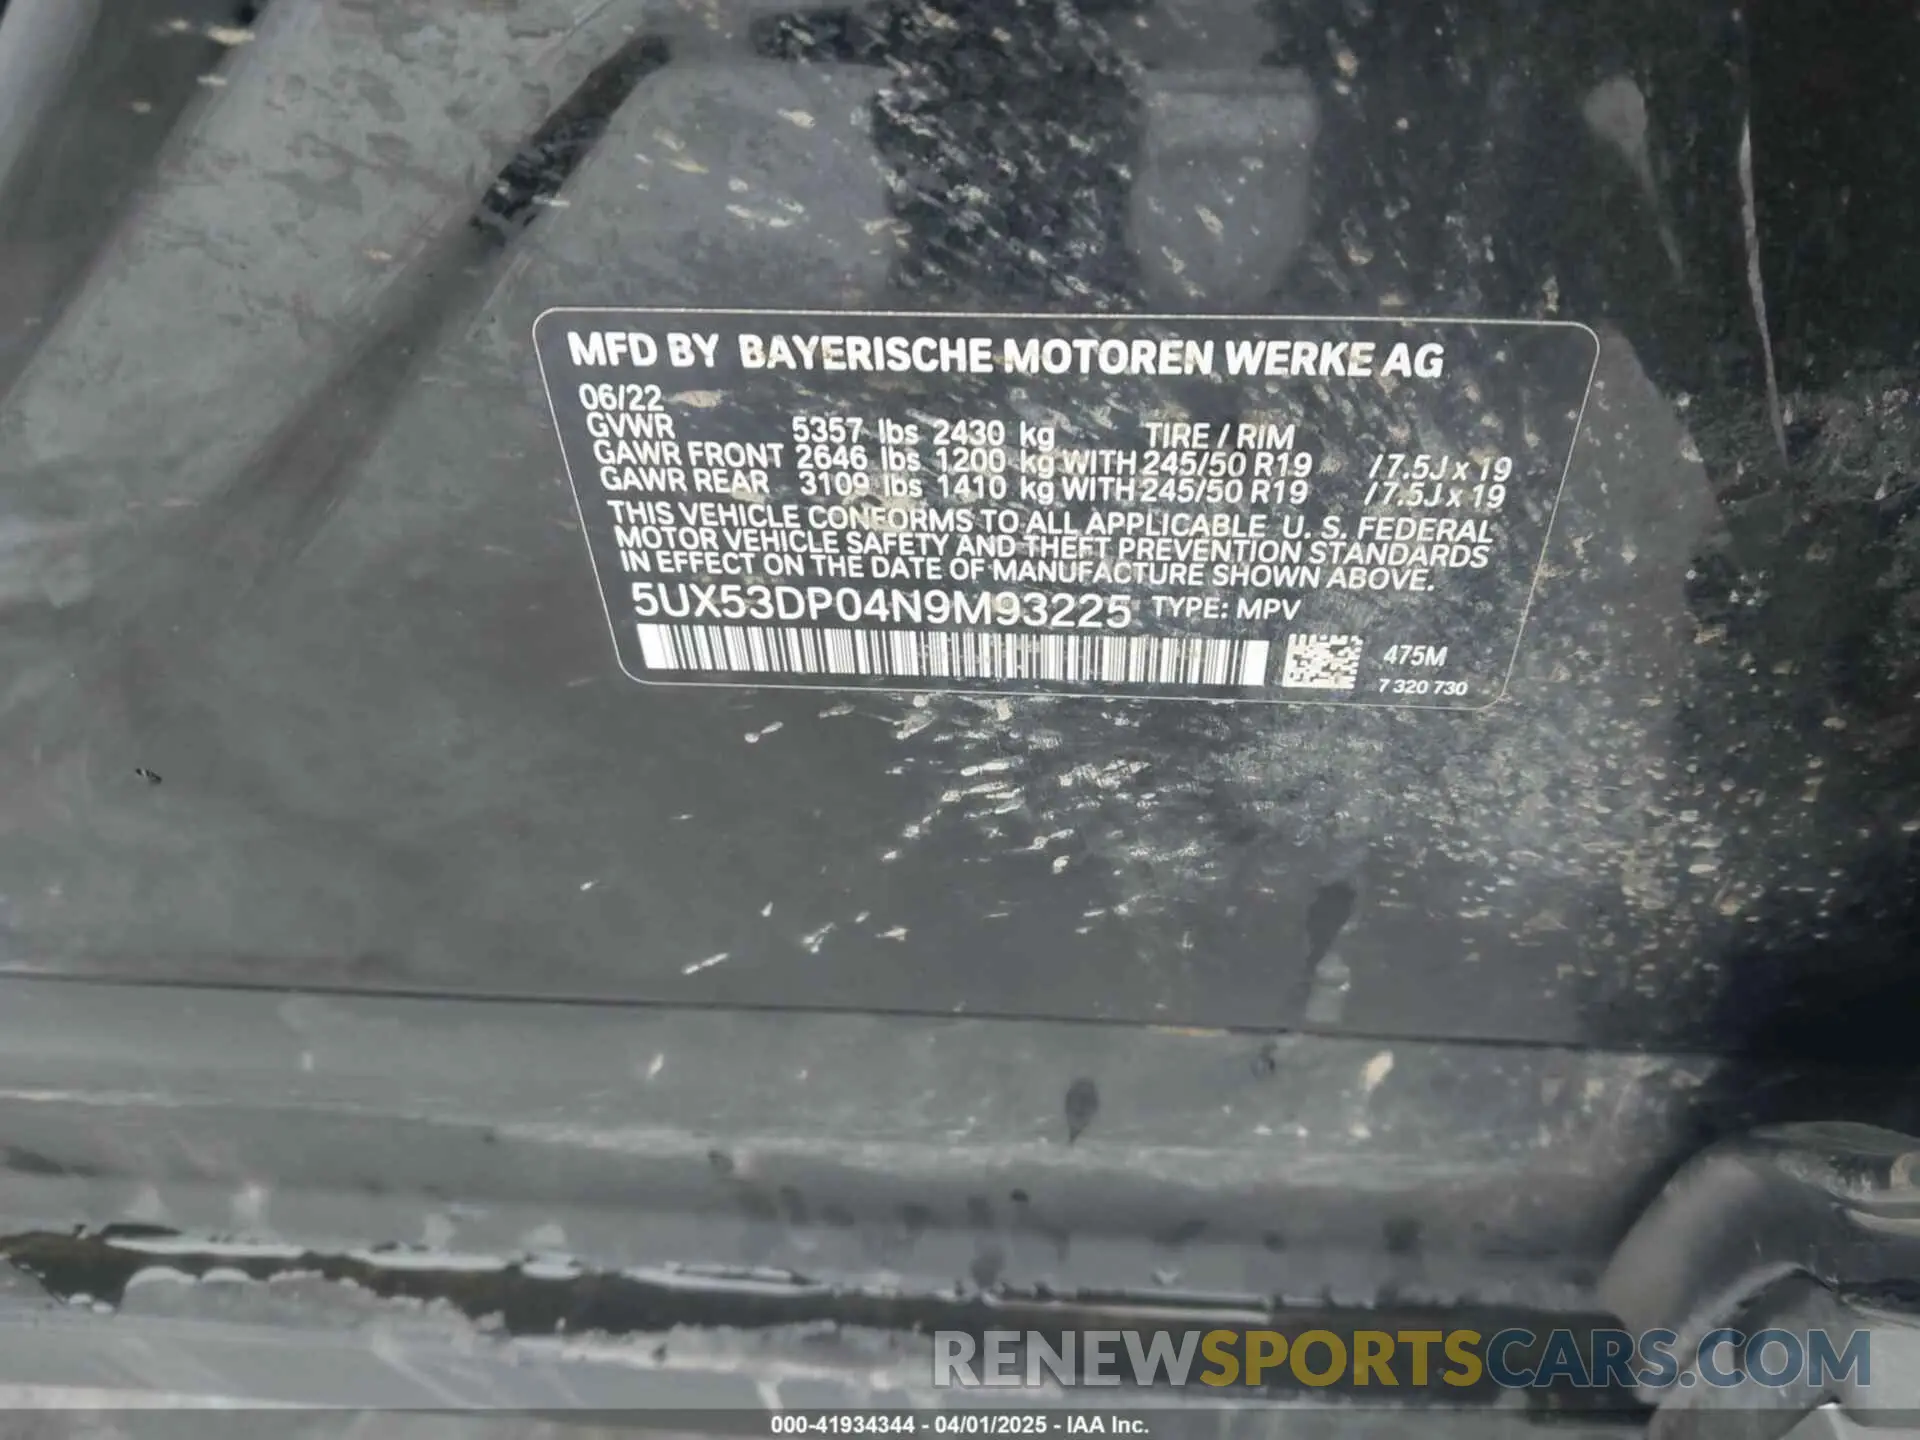 MFD BY BAYERISCHE MOTOREN WERKE AG
06/22
GVWR 5357 lbs 2430 kg TIRE / RIM
GAWR FRONT 2646 lbs 1200 kg WITH 245/50 R19 / 7.5J x 19
GAWR REAR 3109 lbs 1410 kg WITH 245/50 R19 / 7.5J x 19
THIS VEHICLE CONFORMS TO ALL APPLICABLE U. S. FEDERAL
MOTOR VEHICLE SAFETY AND THEFT PREVENTION STANDARDS
IN EFFECT ON THE DATE OF MANUFACTURE SHOWN ABOVE.
5UX53DP04N9M93225 TYPE: MPV
475M
7 320 730
RENEWSPORTSCARS.COM
000-41934344 - 04/01/2025 - IAA Inc.